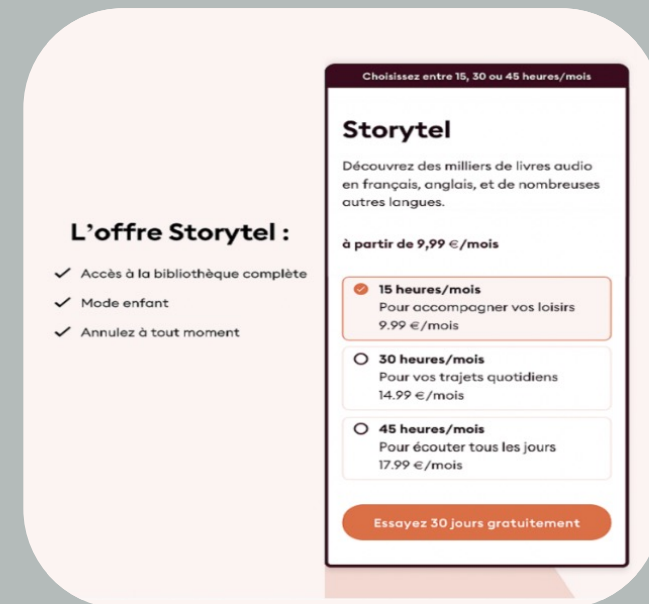 L’offre Storytel :
Accès à la bibliothèque complète
Mode enfant
Annulez à tout moment
Choisissez entre 15, 30 ou 45 heures/mois
Storytel
Découvrez des milliers de livres audio
en français, anglais, et de nombreuses
autres langues.
à partir de 9,99 €/mois
15 heures/mois
Pour accompagner vos loisirs
9.99 €/mois
30 heures/mois
Pour vos trajets quotidiens
14.99 €/mois
45 heures/mois
Pour écouter tous les jours
17.99 €/mois
Essayez 30 jours gratuitement